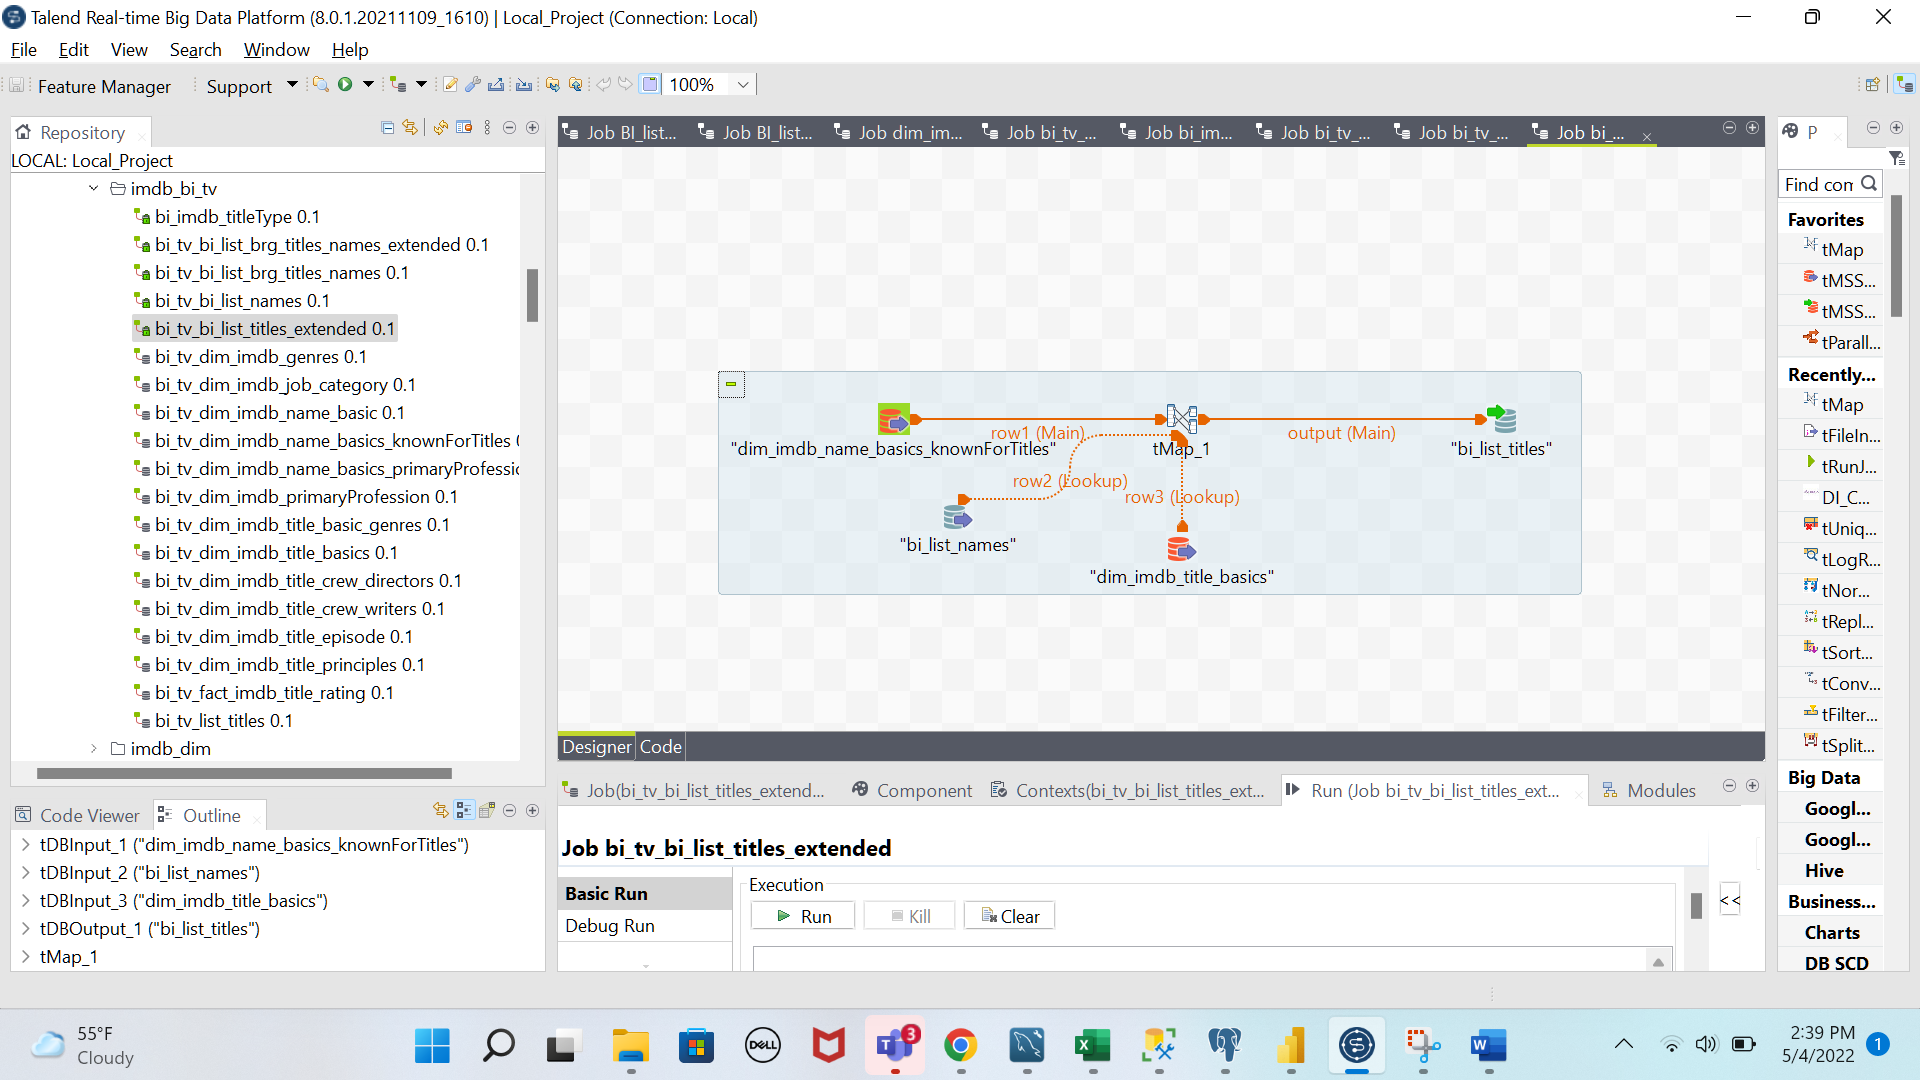 Talend Real-time Big Data Platform (8.0.1.20211109_1610) | Local_Project (Connection: Local)
File Edit View Search Window Help
Feature Manager Support 100%
Repository
LOCAL: Local_Project
imdb_bi_tv
bi_imdb_titleType 0.1
bi_tv_bi_list_brg_titles_names_extended 0.1
bi_tv_bi_list_brg_titles_names 0.1
bi_tv_bi_list_names 0.1
bi_tv_bi_list_titles_extended 0.1
bi_tv_dim_imdb_genres 0.1
bi_tv_dim_imdb_job_category 0.1
bi_tv_dim_imdb_name_basic 0.1
bi_tv_dim_imdb_name_basics_knownForTitles
bi_tv_dim_imdb_name_basics_primaryProfessio
bi_tv_dim_imdb_primaryProfession 0.1
bi_tv_dim_imdb_title_basic_genres 0.1
bi_tv_dim_imdb_title_basics 0.1
bi_tv_dim_imdb_title_crew_directors 0.1
bi_tv_dim_imdb_title_crew_writers 0.1
bi_tv_dim_imdb_title_episode 0.1
bi_tv_dim_imdb_title_principles 0.1
bi_tv_fact_imdb_title_rating 0.1
bi_tv_list_titles 0.1
imdb_dim
Code Viewer Outline
tDBInput_1 ("dim_imdb_name_basics_knownForTitles")
tDBInput_2 ("bi_list_names")
tDBInput_3 ("dim_imdb_title_basics")
tDBOutput_1 ("bi_list_titles")
tMap_1
Job BI_list... Job BI_list... Job dim_im... Job bi_tv_... Job bi_im... Job bi_tv_... Job bi_tv_... Job bi_...
row1 (Main) output (Main)
"dim_imdb_name_basics_knownForTitles" tMap_1 "bi_list_titles"
row2 (Lookup)
row3 (Lookup)
"bi_list_names"
"dim_imdb_title_basics"
Designer Code
Job(bi_tv_bi_list_titles_extend... Component Contexts(bi_tv_bi_list_titles_ext... Run (Job bi_tv_bi_list_titles_ext... Modules
Job bi_tv_bi_list_titles_extended
Basic Run
Debug Run
Execution
Run Kill Clear
<<
P
Find con
Favorites
tMap
tMSS...
tMSS...
tParall...
Recently...
tMap
tFileIn...
tRunJ...
DI_C...
tUniq...
tLogR...
tNor...
tRepl...
tSort...
tConv...
tFilter...
tSplit...
Big Data
Googl...
Googl...
Hive
Business...
Charts
DB SCD
55°F
Cloudy
DELL
T 3
2:39 PM
5/4/2022
1